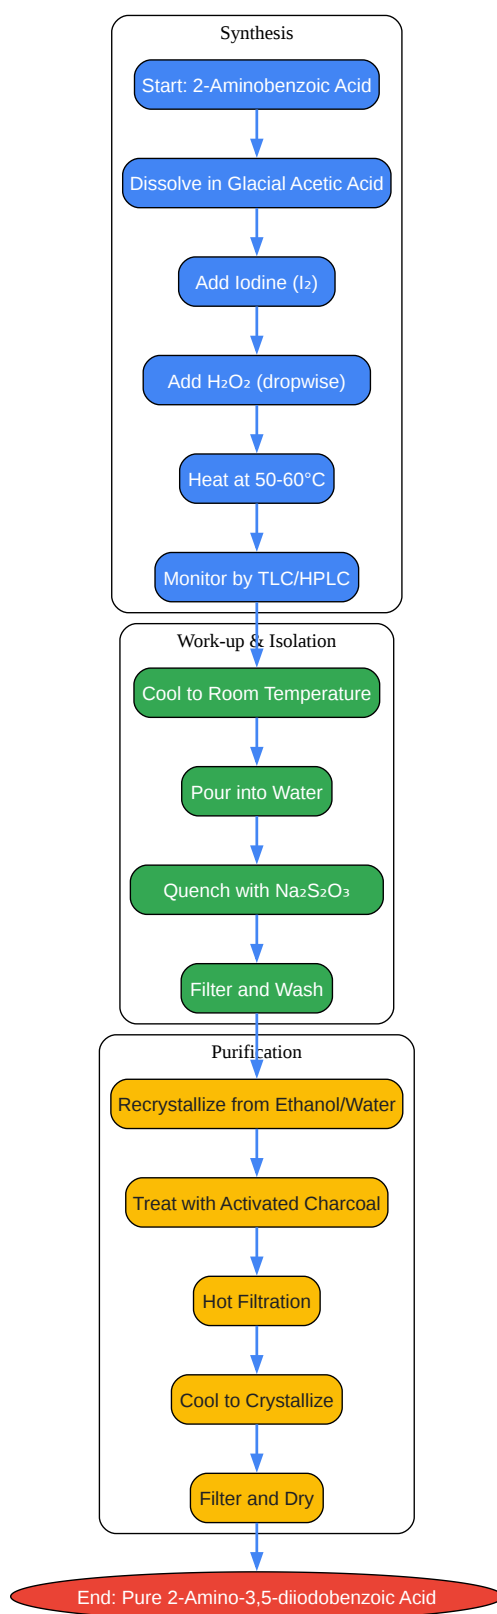 Synthesis
Start: 2-Aminobenzoic Acid
Dissolve in Glacial Acetic Acid
Add Iodine (I₂)
Add H₂O₂ (dropwise)
Heat at 50-60°C
Monitor by TLC/HPLC
Work-up & Isolation
Cool to Room Temperature
Pour into Water
Quench with Na₂S₂O₃
Filter and Wash
Purification
Recrystallize from Ethanol/Water
Treat with Activated Charcoal
Hot Filtration
Cool to Crystallize
Filter and Dry
End: Pure 2-Amino-3,5-diiodobenzoic Acid